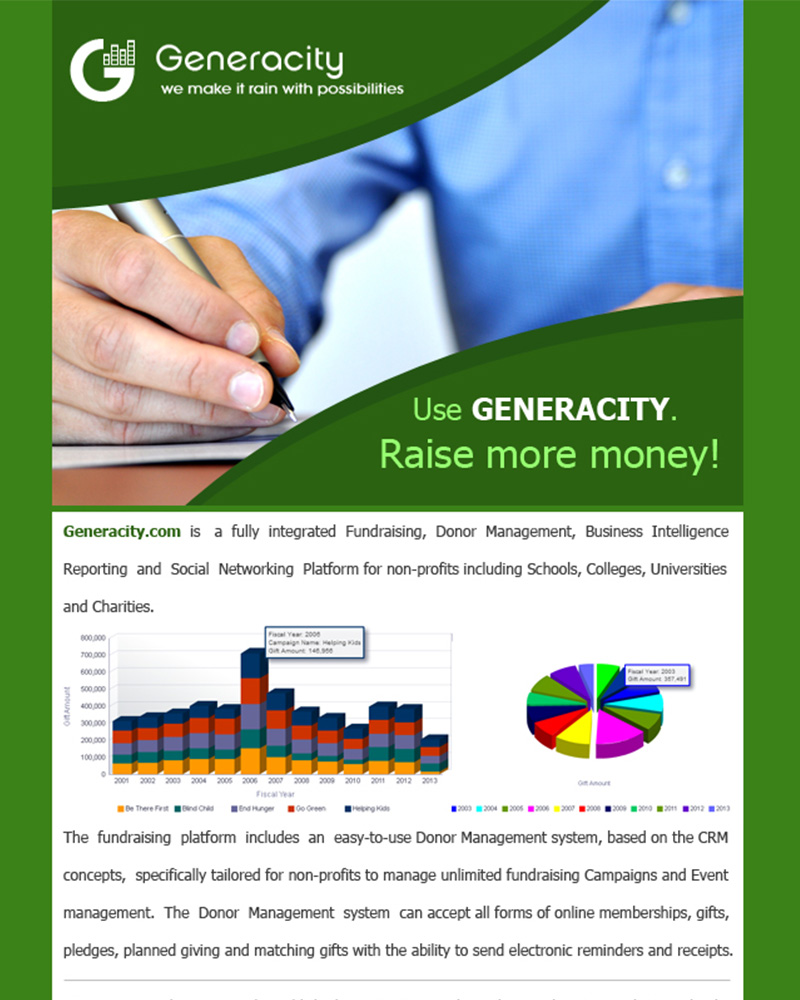 Generacity
we make it rain with possibilities
Use GENERACITY.
Raise more money!
Generacity.com is a fully integrated Fundraising, Donor Management, Business Intelligence
Reporting and Social Networking Platform for non-profits including Schools, Colleges, Universities
and Charities.
Fiscal Year: 2006
Campaign Name: Helping Kids
Gift Amount: 146,966
800,000
700,000
600,000
500,000
400,000
300,000
200,000
100,000
0
Gift Amount
2001 2002 2003 2004 2005 2006 2007 2008 2009 2010 2011 2012 2013
Fiscal Year
Be There First Blind Child End Hunger Go Green Helping Kids
Fiscal Year: 2003
Gift Amount: 357,491
Gift Amount
2003 2004 2005 2006 2007 2008 2009 2010 2011 2012 2013
The fundraising platform includes an easy-to-use Donor Management system, based on the CRM
concepts, specifically tailored for non-profits to manage unlimited fundraising Campaigns and Event
management. The Donor Management system can accept all forms of online memberships, gifts,
pledges, planned giving and matching gifts with the ability to send electronic reminders and receipts.